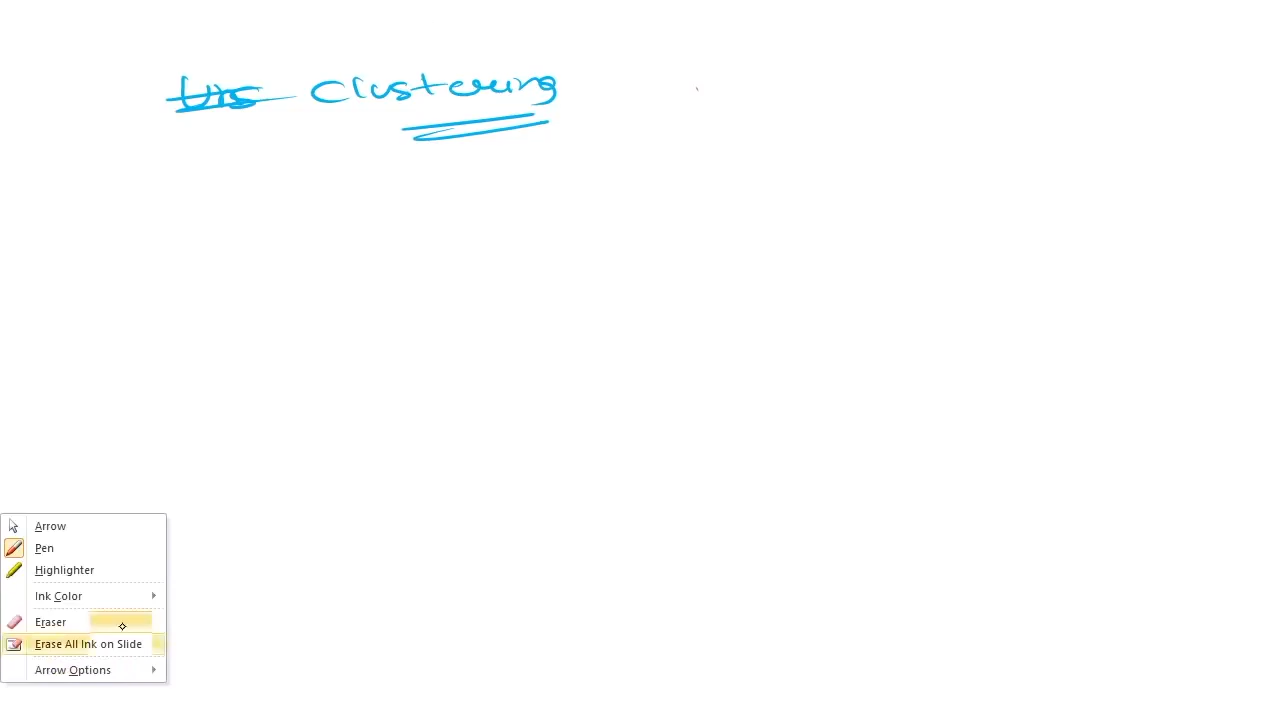 Clustering
Arrow
Pen
Highlighter
Ink Color
Eraser
Erase All Ink on Slide
Arrow Options